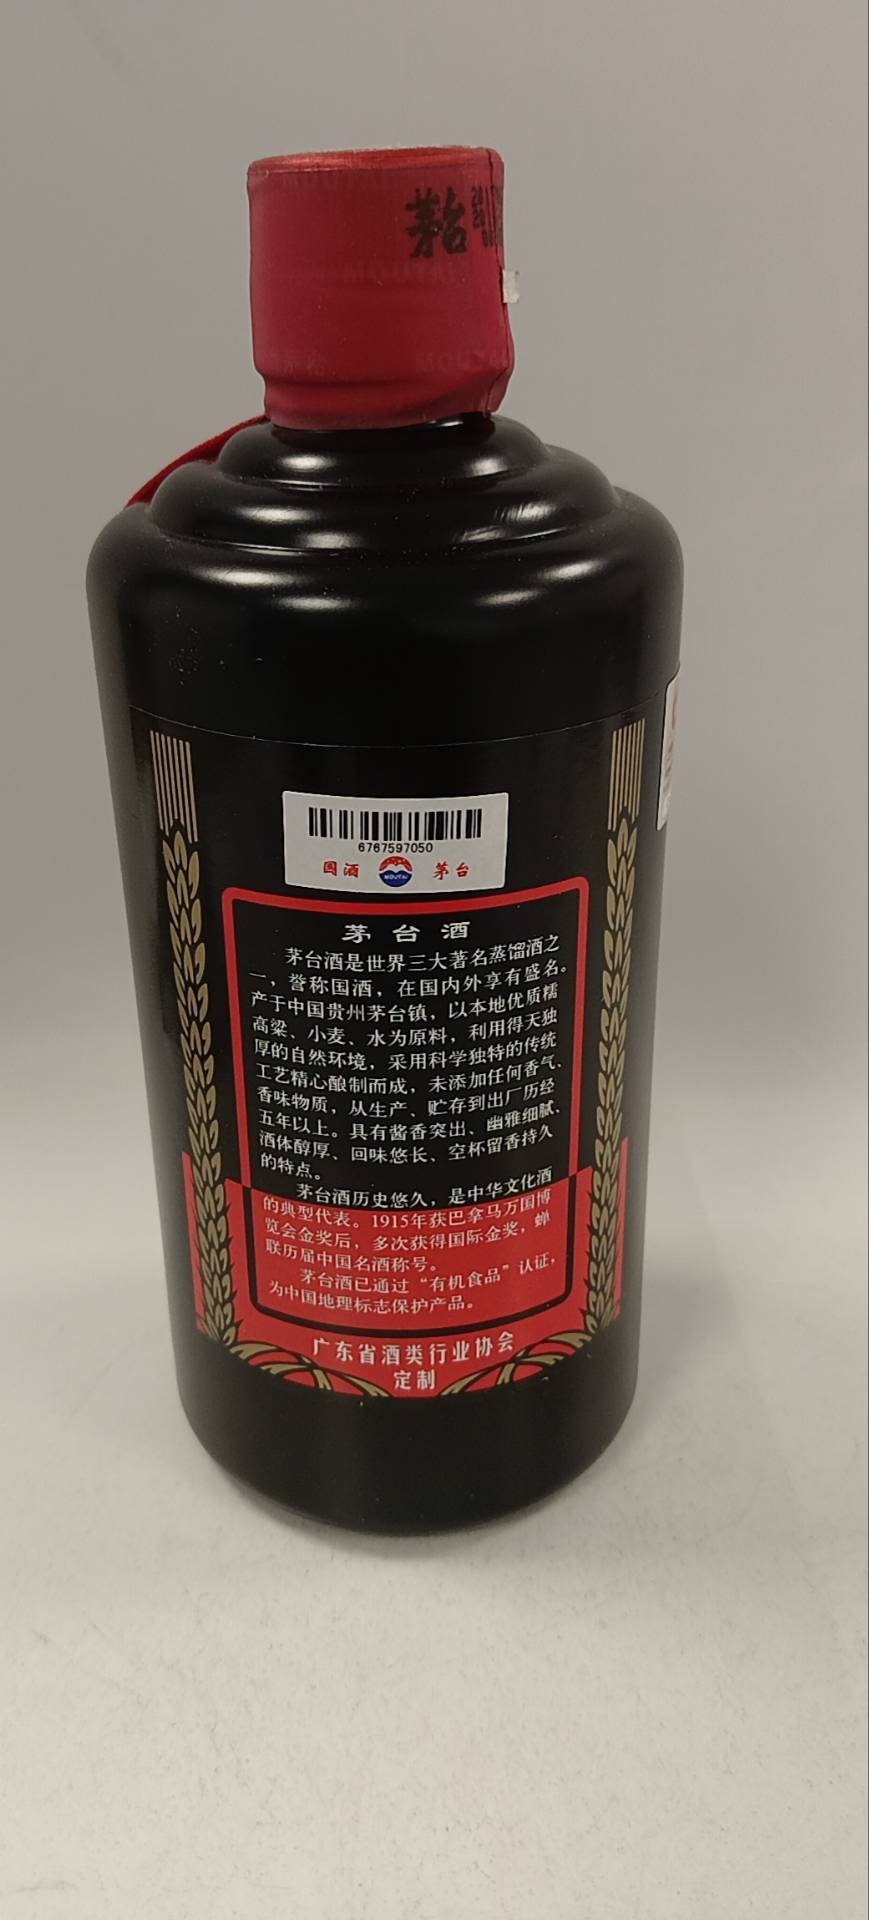 MOUTAI
茅台
MOUTAI
6767597050
国酒
MOUTAI
茅台
茅台酒
茅台酒是世界三大著名蒸馏酒之
一，誉称国酒，在国内外享有盛名。
产于中国贵州茅台镇，以本地优质糯
高粱、小麦、水为原料，利用得天独
厚的自然环境，采用科学独特的传统
工艺精心酿制而成，未添加任何香气、
香味物质，从生产、贮存到出厂历经
五年以上。具有酱香突出、幽雅细腻、
酒体醇厚、回味悠长、空杯留香持久
的特点。
茅台酒历史悠久，是中华文化酒
的典型代表。1915年获巴拿马万国博
览会金奖后，多次获得国际金奖，蝉
联历届中国名酒称号。
茅台酒已通过“有机食品”认证，
为中国地理标志保护产品。
广东省酒类行业协会
定制